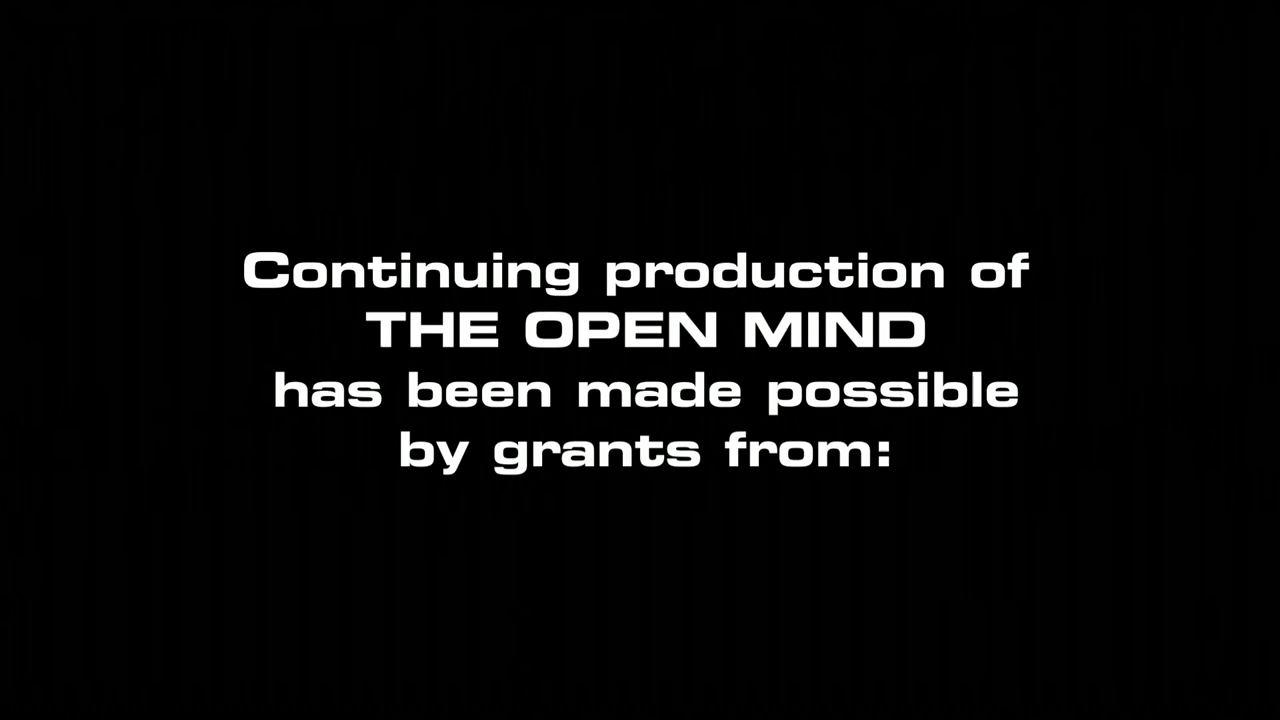 Continuing production of
THE OPEN MIND
has been made possible
by grants from: